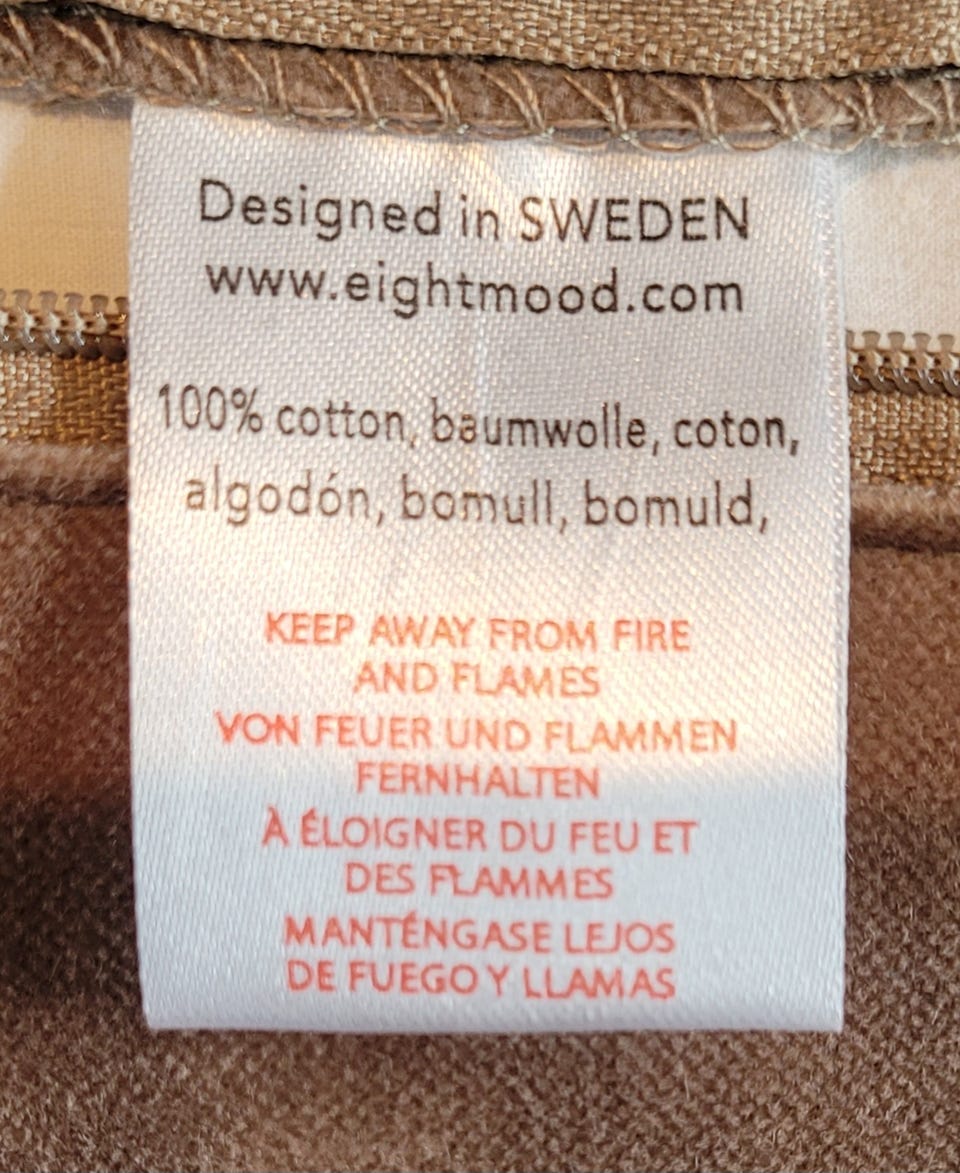 Designed in SWEDEN
www.eightmood.com
100% cotton, baumwolle, coton,
algodón, bomull, bomuld,
KEEP AWAY FROM FIRE
AND FLAMES
VON FEUER UND FLAMMEN
FERNHALTEN
À ÉLOIGNER DU FEU ET
DES FLAMMES
MANTÉNGASE LEJOS
DE FUEGO Y LLAMAS